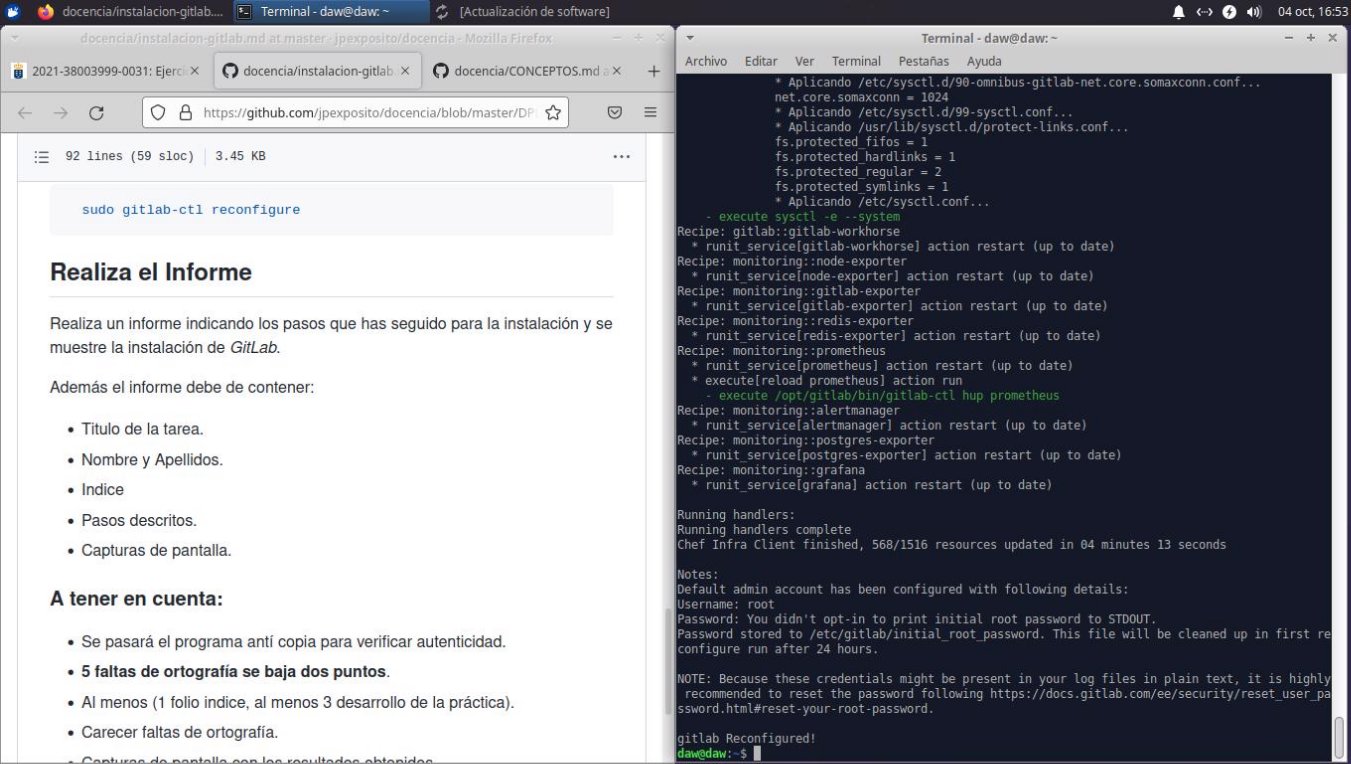 docencia/instalacion-gitlab....
Terminal - daw@daw: ~
[Actualización de software]
04 oct, 16:53
docencia/instalacion-gitlab.md at master · jpexposito/docencia - Mozilla Firefox
2021-38003999-0031: Ejerci
docencia/instalacion-gitlab.
docencia/CONCEPTOS.md a
https://github.com/jpexposito/docencia/blob/master/DP
92 lines (59 sloc)
3.45 KB
sudo gitlab-ctl reconfigure
Realiza el Informe
Realiza un informe indicando los pasos que has seguido para la instalación y se
muestre la instalación de GitLab.
Además el informe debe de contener:
• Titulo de la tarea.
• Nombre y Apellidos.
• Indice
• Pasos descritos.
• Capturas de pantalla.
A tener en cuenta:
• Se pasará el programa antí copia para verificar autenticidad.
• 5 faltas de ortografía se baja dos puntos.
• Al menos (1 folio indice, al menos 3 desarrollo de la práctica).
• Carecer faltas de ortografía.
• Capturas de pantalla con los resultados obtenidos
Terminal - daw@daw: ~
Archivo Editar Ver Terminal Pestañas Ayuda
* Aplicando /etc/sysctl.d/90-omnibus-gitlab-net.core.somaxconn.conf...
net.core.somaxconn = 1024
* Aplicando /etc/sysctl.d/99-sysctl.conf...
* Aplicando /usr/lib/sysctl.d/protect-links.conf...
fs.protected_fifos = 1
fs.protected_hardlinks = 1
fs.protected_regular = 2
fs.protected_symlinks = 1
* Aplicando /etc/sysctl.conf...
- execute sysctl -e --system
Recipe: gitlab::gitlab-workhorse
* runit_service[gitlab-workhorse] action restart (up to date)
Recipe: monitoring::node-exporter
* runit_service[node-exporter] action restart (up to date)
Recipe: monitoring::gitlab-exporter
* runit_service[gitlab-exporter] action restart (up to date)
Recipe: monitoring::redis-exporter
* runit_service[redis-exporter] action restart (up to date)
Recipe: monitoring::prometheus
* runit_service[prometheus] action restart (up to date)
* execute[reload prometheus] action run
- execute /opt/gitlab/bin/gitlab-ctl hup prometheus
Recipe: monitoring::alertmanager
* runit_service[alertmanager] action restart (up to date)
Recipe: monitoring::postgres-exporter
* runit_service[postgres-exporter] action restart (up to date)
Recipe: monitoring::grafana
* runit_service[grafana] action restart (up to date)
Running handlers:
Running handlers complete
Chef Infra Client finished, 568/1516 resources updated in 04 minutes 13 seconds
Notes:
Default admin account has been configured with following details:
Username: root
Password: You didn't opt-in to print initial root password to STDOUT.
Password stored to /etc/gitlab/initial_root_password. This file will be cleaned up in first re
configure run after 24 hours.
NOTE: Because these credentials might be present in your log files in plain text, it is highly
recommended to reset the password following https://docs.gitlab.com/ee/security/reset_user_pa
ssword.html#reset-your-root-password.
gitlab Reconfigured!
daw@daw:~$